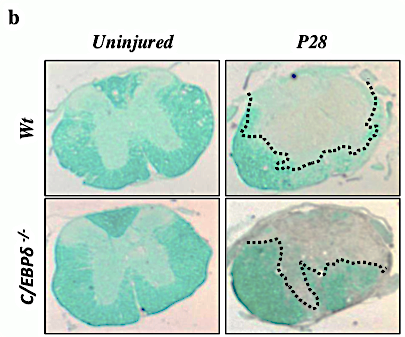 b
Uninjured P28
Wt
C/EBPδ -/-